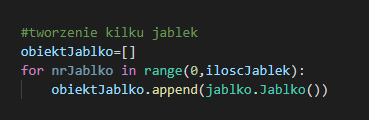 #tworzenie kilku jablek
obiektJablko=[]
for nrJablko in range(0,iloscJablek):
    obiektJablko.append(jablko.Jablko())